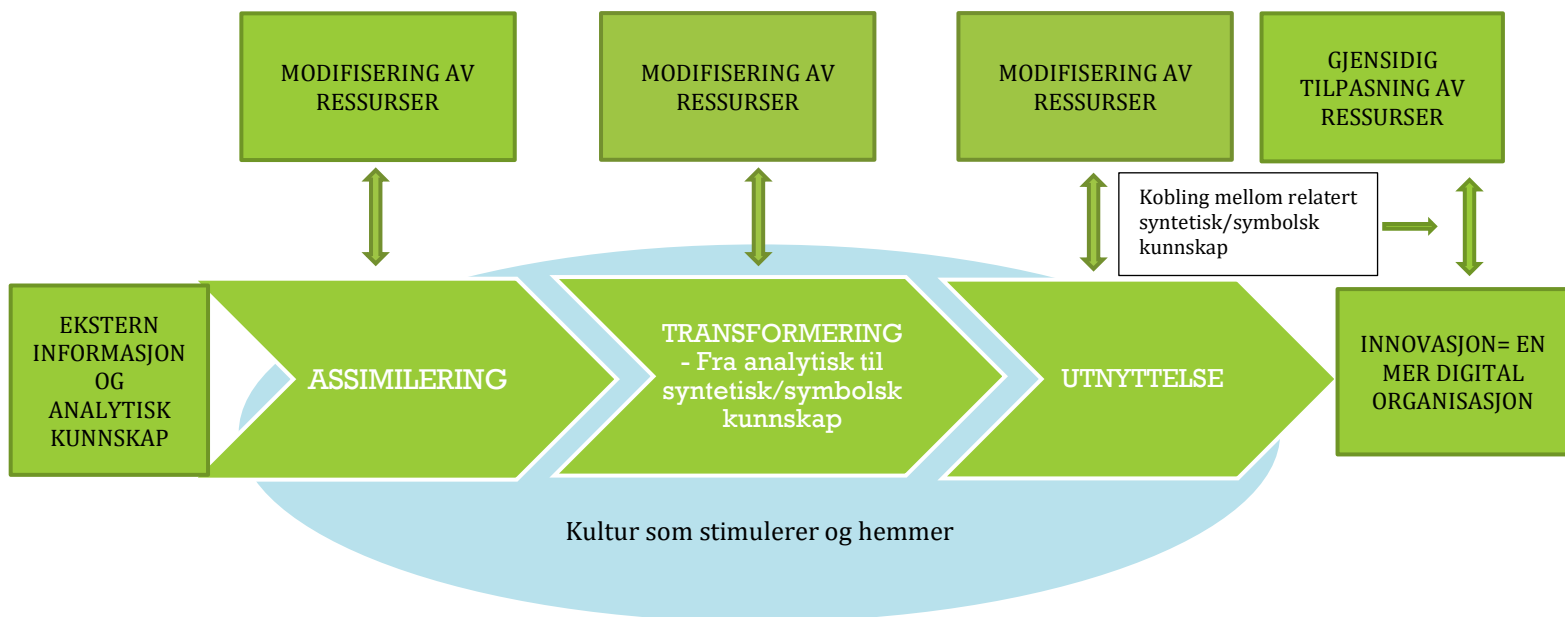 MODIFISERING AV
RESSURSER
MODIFISERING AV
RESSURSER
MODIFISERING AV
RESSURSER
GJENSIDIG
TILPASNING AV
RESSURSER
Kobling mellom relatert
syntetisk/symbolsk
kunnskap
EKSTERN
INFORMASJON
OG
ANALYTISK
KUNNSKAP
ASSIMILERING
TRANSFORMERING
- Fra analytisk til
syntetisk/symbolsk
kunnskap
UTNYTTELSE
INNOVASJON= EN
MER DIGITAL
ORGANISASJON
Kultur som stimulerer og hemmer